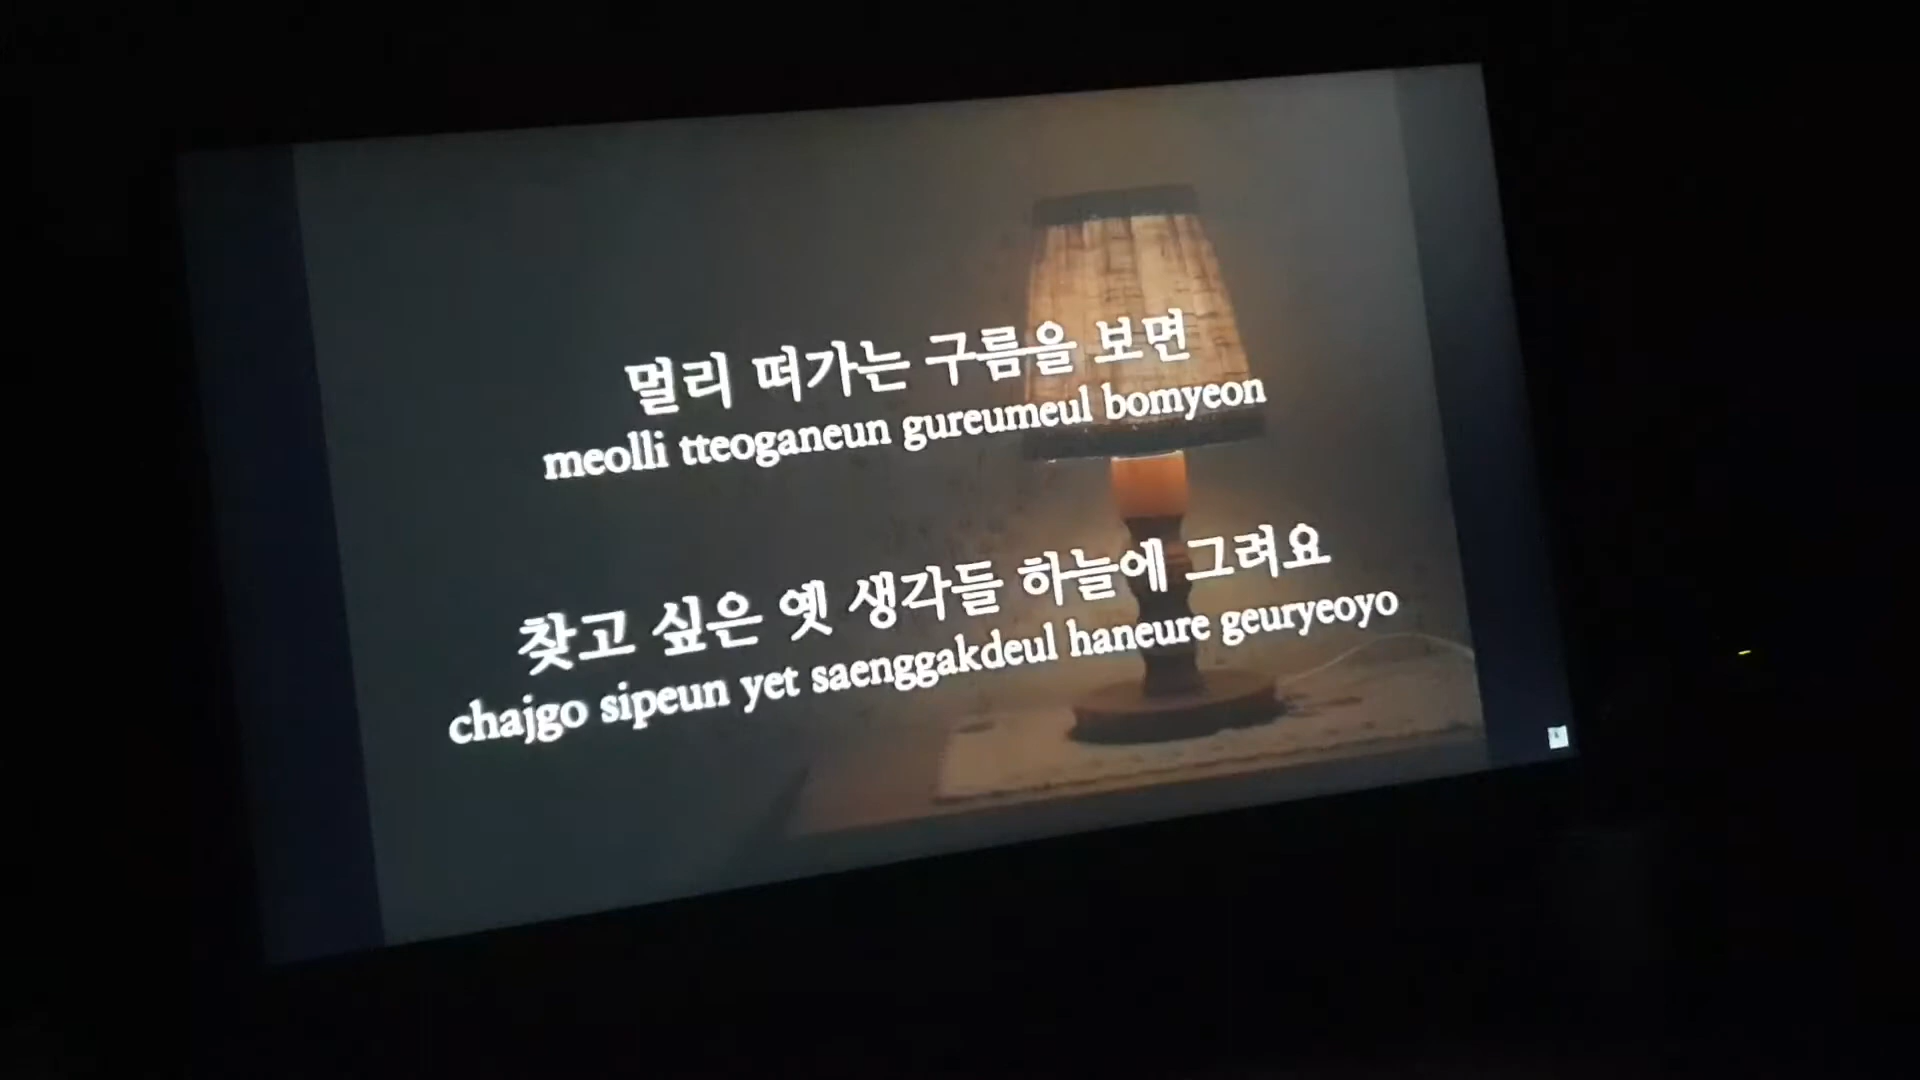 멀리 떠가는 구름을 보면
meolli tteoganeun gureumeul bomyeon
찾고 싶은 옛 생각들 하늘에 그려요
chajgo sipeun yet saenggakdeul haneure geuryeoyo